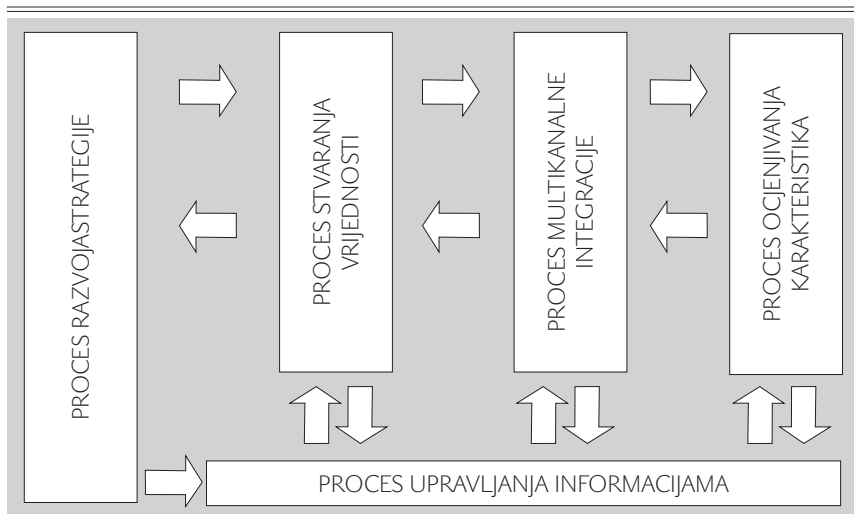 PROCES RAZVOJASTRATEGIJE
PROCES STVARANJA
VRIJEDNOSTI
PROCES MULTIKANALNE
INTEGRACIJE
PROCES OCJENJIVANJA
KARAKTERISTIKA
PROCES UPRAVLJANJA INFORMACIJAMA